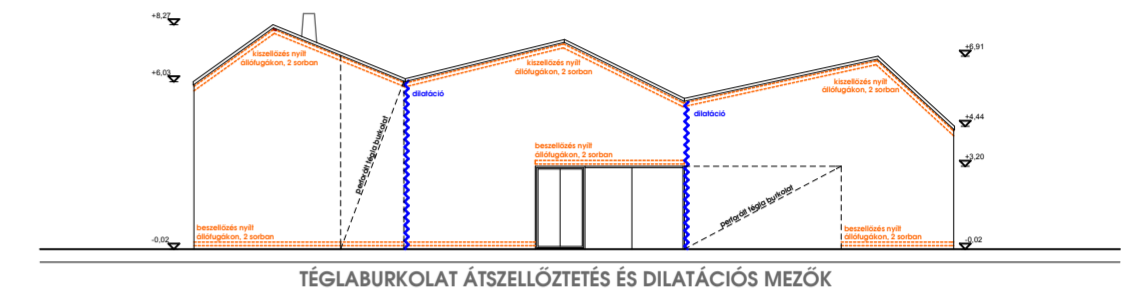 +8,27
+6,91
+6,03
kiszellőzés nyílt
állófugákon, 2 sorban
kiszellőzés nyílt
állófugákon, 2 sorban
kiszellőzés nyílt
állófugákon, 2 sorban
dilatáció
dilatáció
+4,44
perforált tégla burkolat
beszellőzés nyílt
állófugákon, 2 sorban
+3,20
perforált tégla burkolat
beszellőzés nyílt
állófugákon, 2 sorban
beszellőzés nyílt
állófugákon, 2 sorban
-0,02
-0,02
TÉGLABURKOLAT ÁTSZELLŐZTETÉS ÉS DILATÁCIÓS MEZŐK